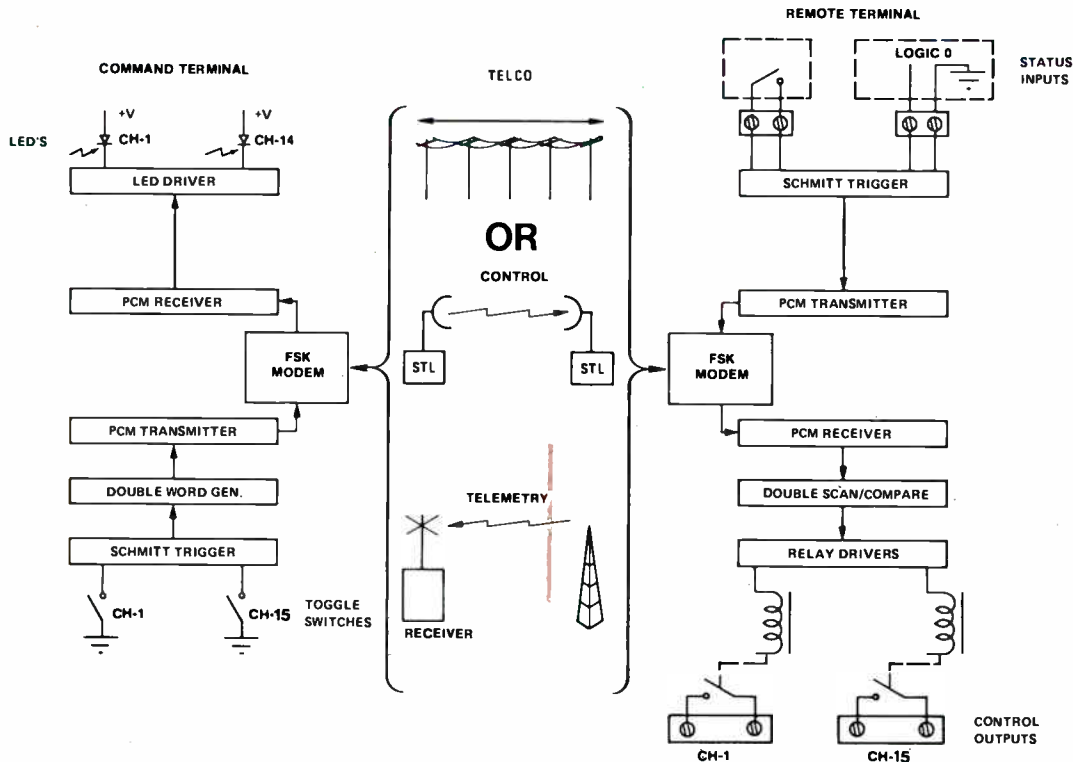 COMMAND TERMINAL
LED'S
+V
CH-1
+V
CH-14
LED DRIVER
PCM RECEIVER
FSK
MODEM
PCM TRANSMITTER
DOUBLE WORD GEN.
SCHMITT TRIGGER
CH-1
CH-15
TOGGLE
SWITCHES
TELCO
OR
CONTROL
STL
STL
TELEMETRY
RECEIVER
REMOTE TERMINAL
LOGIC 0
STATUS
INPUTS
SCHMITT TRIGGER
PCM TRANSMITTER
FSK
MODEM
PCM RECEIVER
DOUBLE SCAN/COMPARE
RELAY DRIVERS
CONTROL
OUTPUTS
CH-1
CH-15